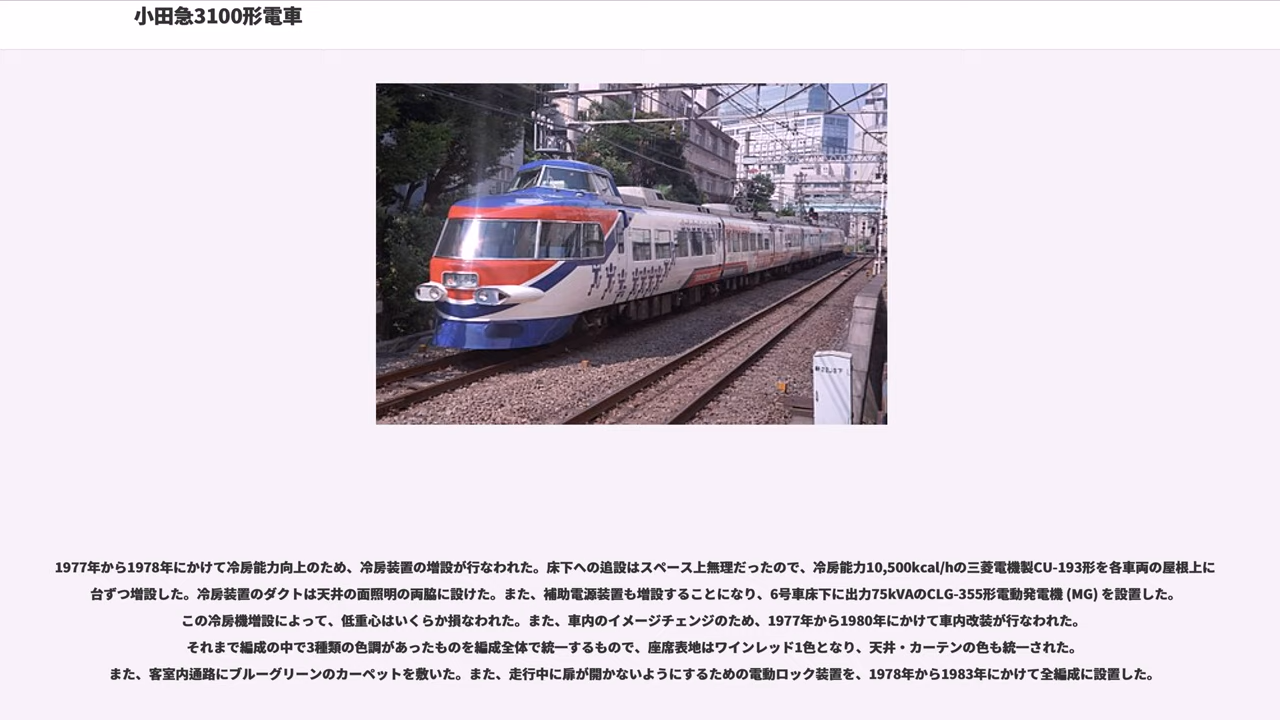 小田急3100形電車
1977年から1978年にかけて冷房能力向上のため、冷房装置の増設が行なわれた。床下への追設はスペース上無理だったので、冷房能力10,500kcal/hの三菱電機製CU-193形を各車両の屋根上に
台ずつ増設した。冷房装置のダクトは天井の面照明の両脇に設けた。また、補助電源装置も増設することになり、6号車床下に出力75kVAのCLG-355形電動発電機 (MG) を設置した。
この冷房機増設によって、低重心はいくらか損なわれた。また、車内のイメージチェンジのため、1977年から1980年にかけて車内改装が行なわれた。
それまで編成の中で3種類の色調があったものを編成全体で統一するもので、座席表地はワインレッド1色となり、天井・カーテンの色も統一された。
また、客室内通路にブルーグリーンのカーペットを敷いた。また、走行中に扉が開かないようにするための電動ロック装置を、1978年から1983年にかけて全編成に設置した。